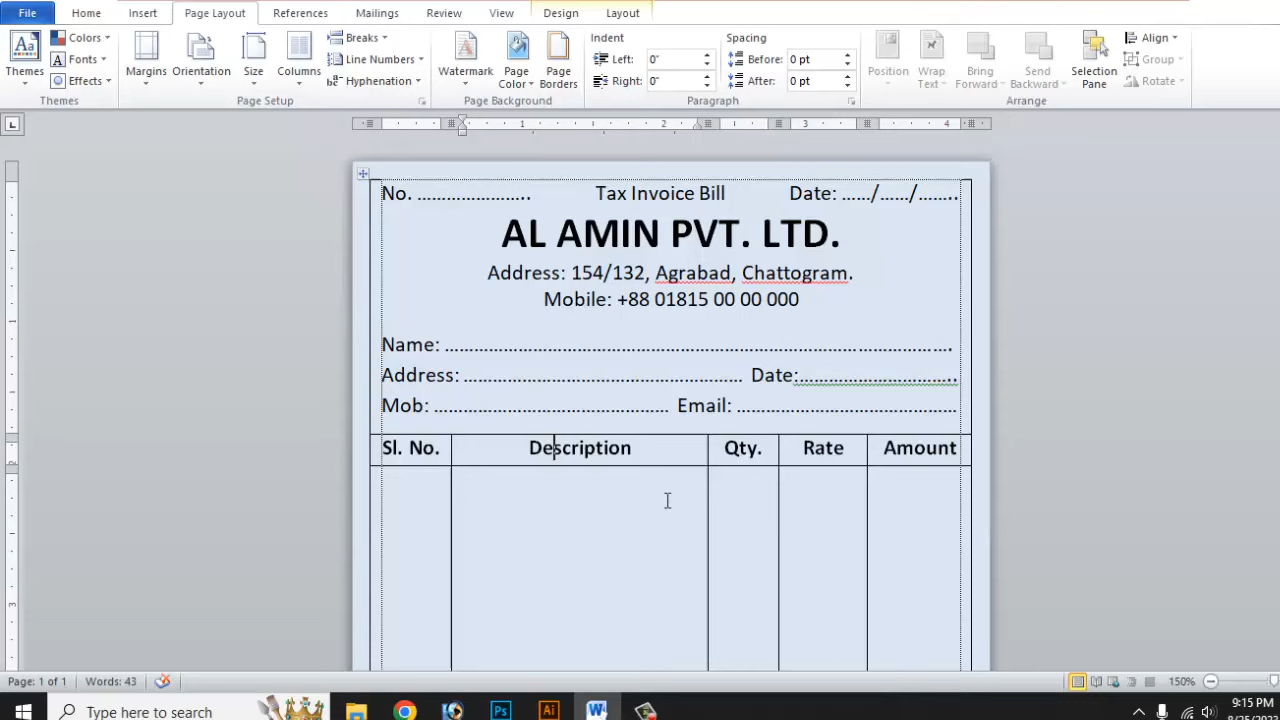 File Home Insert Page Layout References Mailings Review View Design Layout
Themes Colors Fonts Effects Themes
Margins Orientation Size Columns Breaks Line Numbers Hyphenation Page Setup
Watermark Page Color Page Borders Page Background
Indent Left: 0" Right: 0" Spacing Before: 0 pt After: 0 pt Paragraph
Position Wrap Text Bring Forward Send Backward Selection Pane Align Group Rotate Arrange
1 2 3 4
No. ………………….. Tax Invoice Bill Date: ……/……/……..
AL AMIN PVT. LTD.
Address: 154/132, Agrabad, Chattogram.
Mobile: +88 01815 00 00 000
Name: ………………………………………………………………………………………….
Address: ………………………………………………… Date:…………………………..
Mob: ………………………………………… Email: ………………………………………
Sl. No. Description Qty. Rate Amount
Page: 1 of 1 Words: 43 150%
Type here to search 9:15 PM